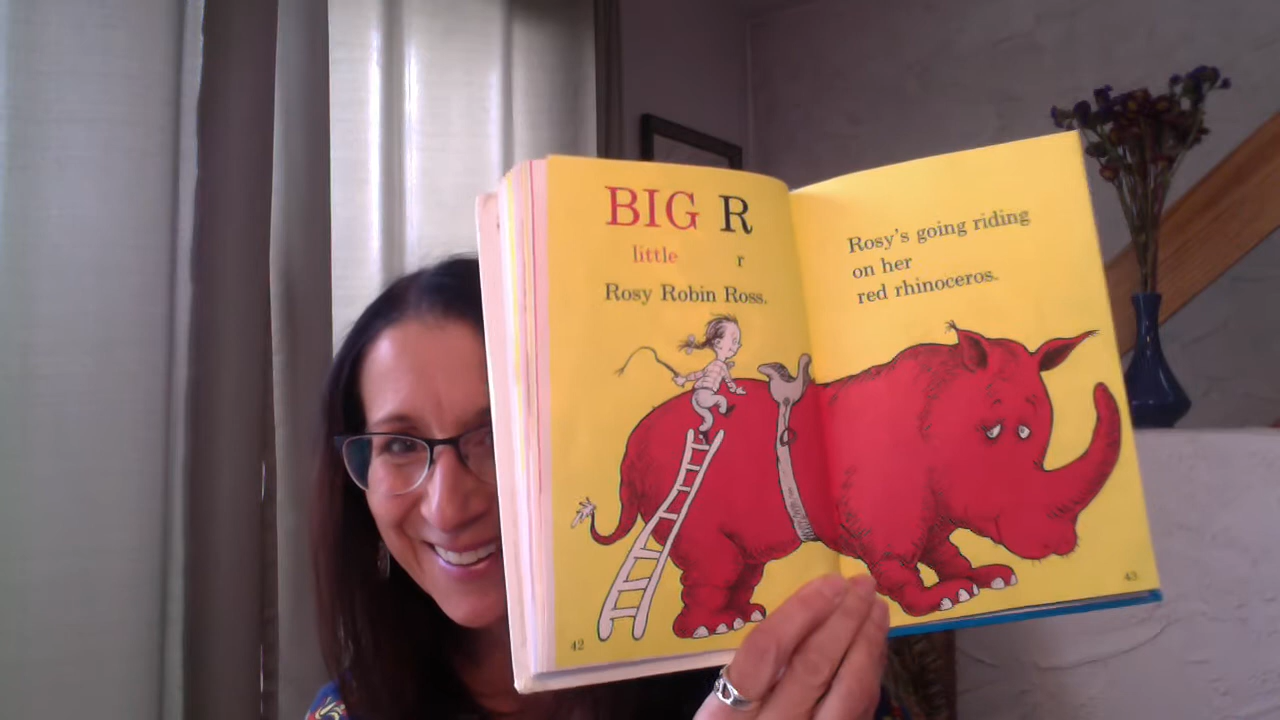 BIG R
little r
Rosy Robin Ross.
42
Rosy's going riding
on her
red rhinoceros.
43